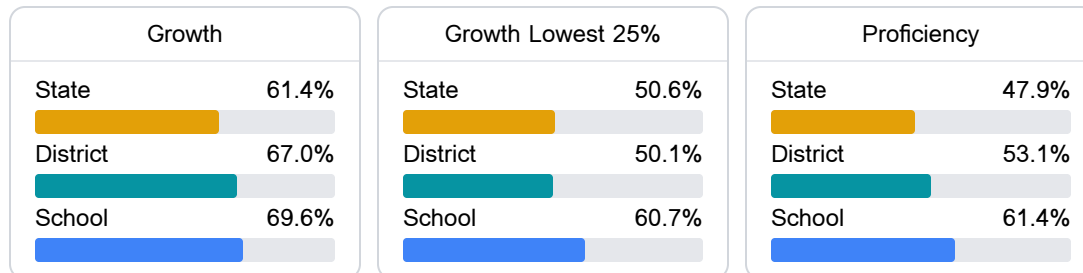 Growth
State 61.4%
District 67.0%
School 69.6%
Growth Lowest 25%
State 50.6%
District 50.1%
School 60.7%
Proficiency
State 47.9%
District 53.1%
School 61.4%